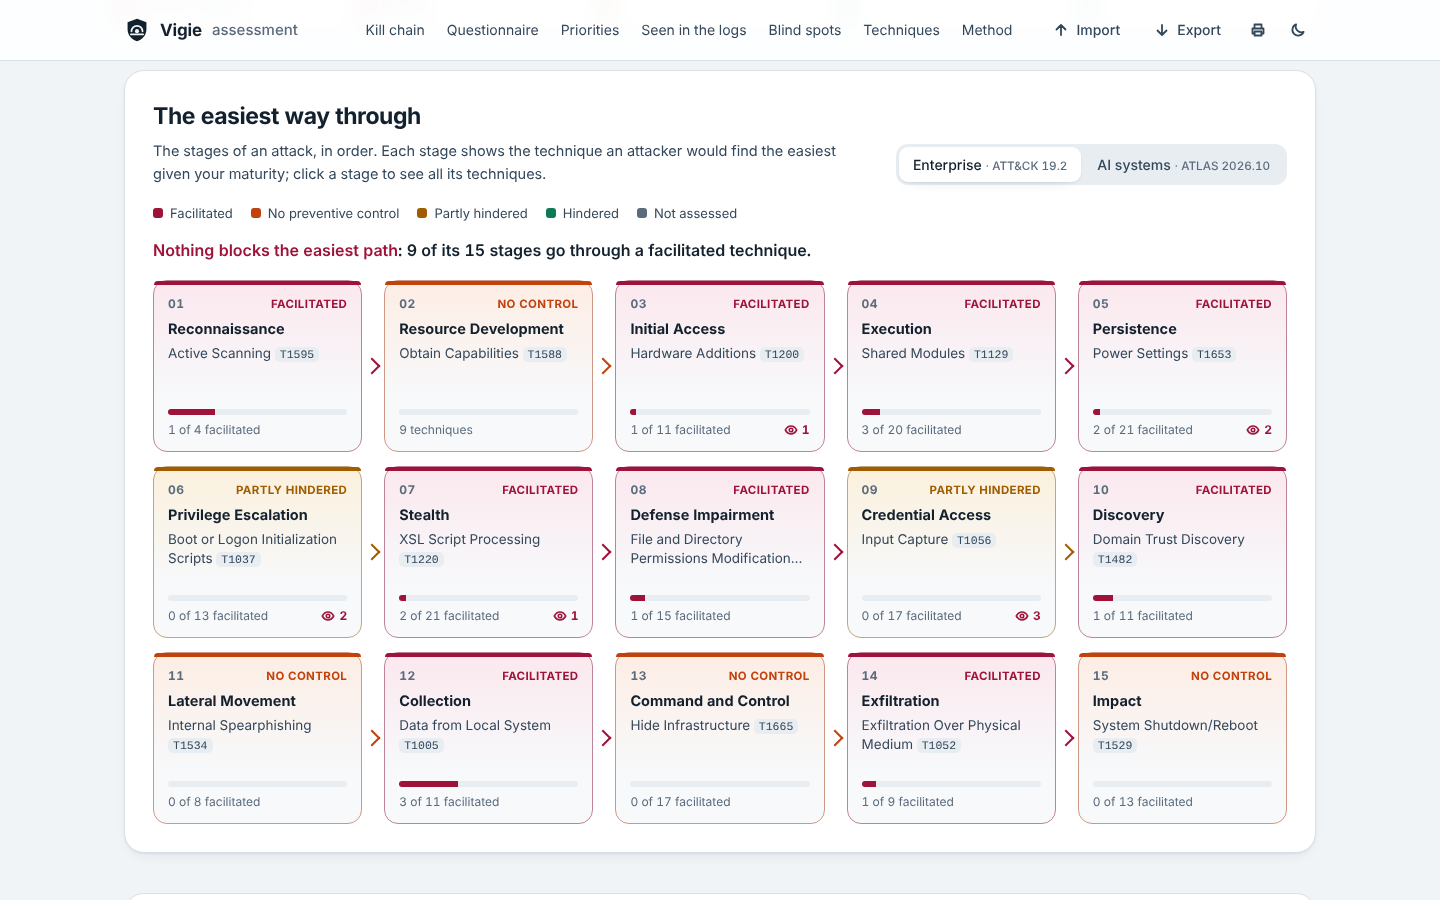 Vigie assessment Kill chain Questionnaire Priorities Seen in the logs Blind spots Techniques Method Import Export
The easiest way through
The stages of an attack, in order. Each stage shows the technique an attacker would find the easiest
given your maturity; click a stage to see all its techniques.
Enterprise · ATT&CK 19.2 AI systems · ATLAS 2026.10
Facilitated No preventive control Partly hindered Hindered Not assessed
Nothing blocks the easiest path: 9 of its 15 stages go through a facilitated technique.
01 FACILITATED
Reconnaissance
Active Scanning T1595
1 of 4 facilitated
02 NO CONTROL
Resource Development
Obtain Capabilities T1588
9 techniques
03 FACILITATED
Initial Access
Hardware Additions T1200
1 of 11 facilitated 1
04 FACILITATED
Execution
Shared Modules T1129
3 of 20 facilitated
05 FACILITATED
Persistence
Power Settings T1653
2 of 21 facilitated 2
06 PARTLY HINDERED
Privilege Escalation
Boot or Logon Initialization
Scripts T1037
0 of 13 facilitated 2
07 FACILITATED
Stealth
XSL Script Processing
T1220
2 of 21 facilitated 1
08 FACILITATED
Defense Impairment
File and Directory
Permissions Modification...
1 of 15 facilitated
09 PARTLY HINDERED
Credential Access
Input Capture T1056
0 of 17 facilitated 3
10 FACILITATED
Discovery
Domain Trust Discovery
T1482
1 of 11 facilitated
11 NO CONTROL
Lateral Movement
Internal Spearphishing
T1534
0 of 8 facilitated
12 FACILITATED
Collection
Data from Local System
T1005
3 of 11 facilitated
13 NO CONTROL
Command and Control
Hide Infrastructure T1665
0 of 17 facilitated
14 FACILITATED
Exfiltration
Exfiltration Over Physical
Medium T1052
1 of 9 facilitated
15 NO CONTROL
Impact
System Shutdown/Reboot
T1529
0 of 13 facilitated